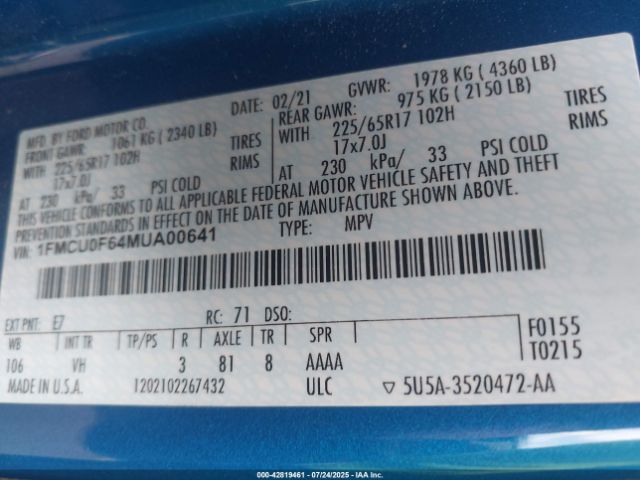 MFD. BY FORD MOTOR CO.
DATE: 02/21 GVWR: 1978 KG ( 4360 LB)
FRONT GAWR: 1061 KG ( 2340 LB)
REAR GAWR: 975 KG ( 2150 LB)
WITH 225/65R17 102H TIRES
WITH 225/65R17 102H TIRES
17x7.0J RIMS
17x7.0J RIMS
AT 230 kPa/ 33 PSI COLD
AT 230 kPa/ 33 PSI COLD
THIS VEHICLE CONFORMS TO ALL APPLICABLE FEDERAL MOTOR VEHICLE SAFETY AND THEFT
PREVENTION STANDARDS IN EFFECT ON THE DATE OF MANUFACTURE SHOWN ABOVE.
VIN: 1FMCU0F64MUA00641 TYPE: MPV
EXT PNT: E7 RC: 71 DSO:
WB INT TR TP/PS R AXLE TR SPR
106 VH 3 81 8 AAAA
F0155
T0215
MADE IN U.S.A. 1202102267432 ULC ▽ 5U5A-3520472-AA
000-42819461 - 07/24/2025 - IAA Inc.